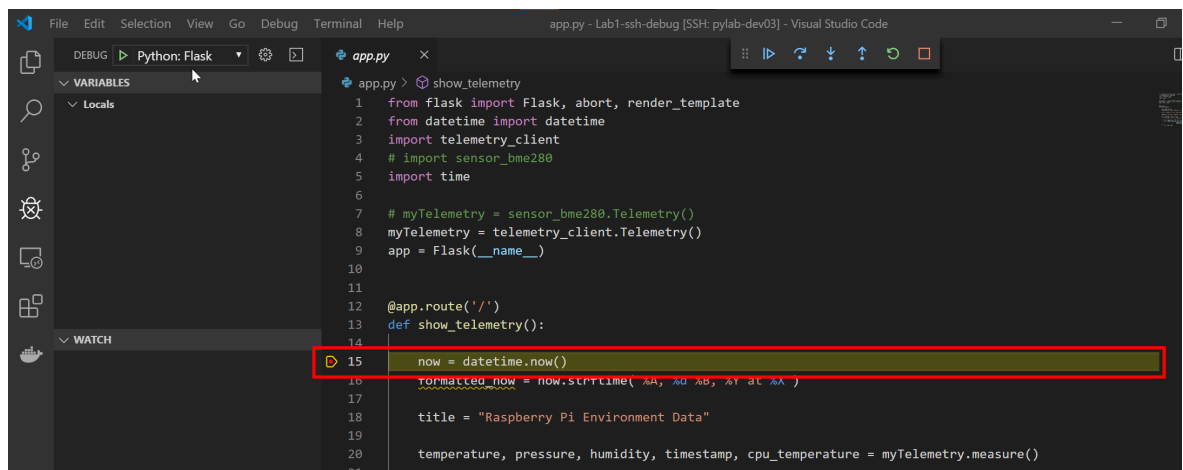 File Edit Selection View Go Debug Terminal Help app.py - Lab1-ssh-debug [SSH: pylab-dev03] - Visual Studio Code
DEBUG Python: Flask
app.py
VARIABLES
Locals
app.py > show_telemetry
1 from flask import Flask, abort, render_template
2 from datetime import datetime
3 import telemetry_client
4 # import sensor_bme280
5 import time
6
7 # myTelemetry = sensor_bme280.Telemetry()
8 myTelemetry = telemetry_client.Telemetry()
9 app = Flask(__name__)
10
11
12 @app.route('/')
13 def show_telemetry():
WATCH
14
15 now = datetime.now()
16 formatted_now = now.strftime( %A, %d %B, %Y at %X )
17
18 title = "Raspberry Pi Environment Data"
19
20 temperature, pressure, humidity, timestamp, cpu_temperature = myTelemetry.measure()